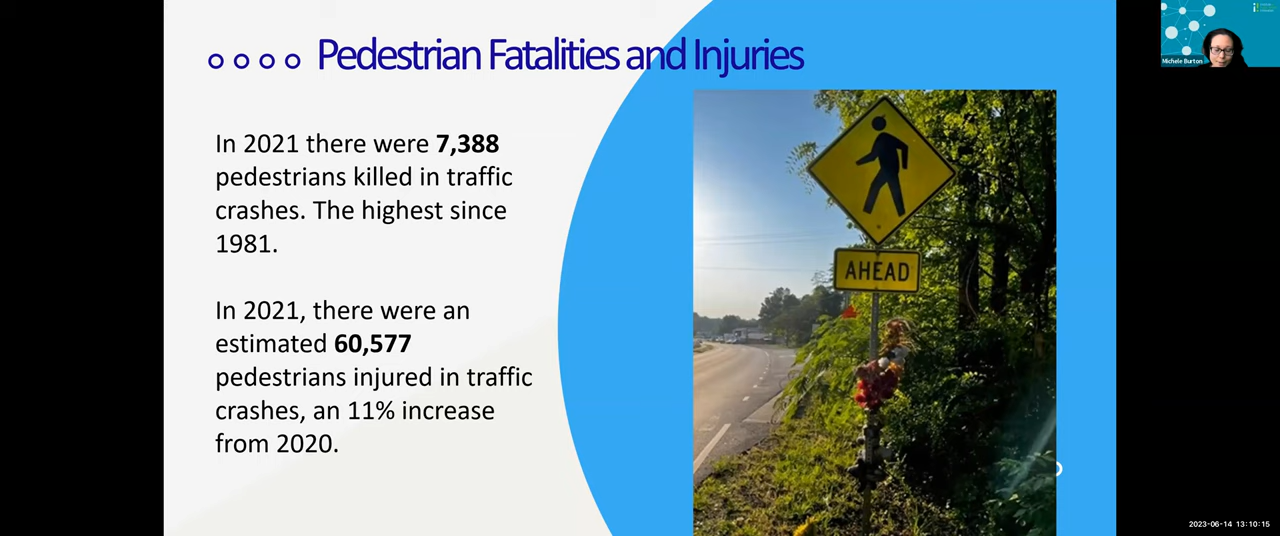 Pedestrian Fatalities and Injuries
In 2021 there were 7,388
pedestrians killed in traffic
crashes. The highest since
1981.
In 2021, there were an
estimated 60,577
pedestrians injured in traffic
crashes, an 11% increase
from 2020.
AHEAD
Michele Burton
2023-06-14 13:10:15